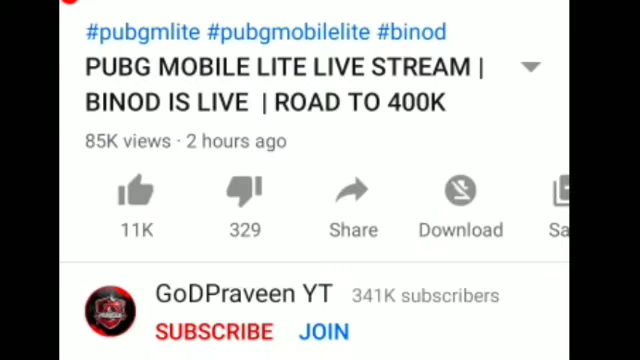 #pubgmlite #pubgmobilelite #binod
PUBG MOBILE LITE LIVE STREAM |
BINOD IS LIVE | ROAD TO 400K
85K views · 2 hours ago
11K 329 Share Download Sa
GoDPraveen YT 341K subscribers
SUBSCRIBE JOIN